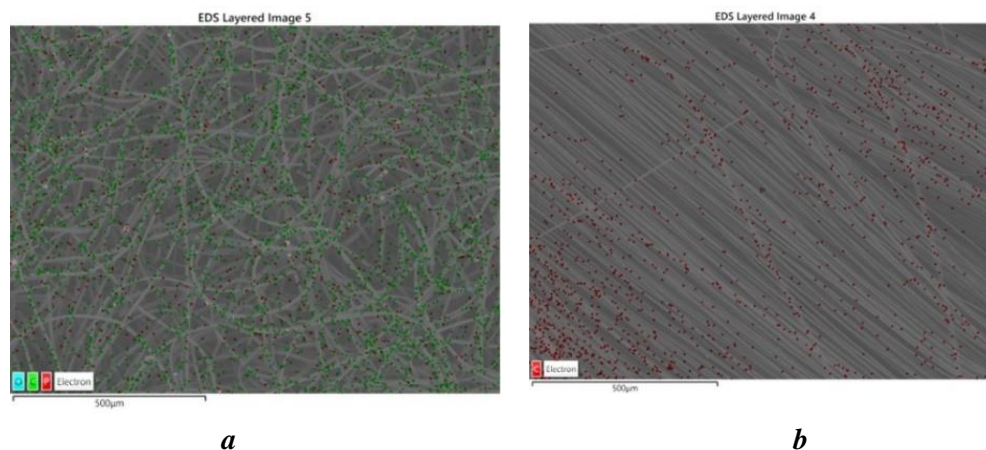 EDS Layered Image 5
EDS Layered Image 4
O C P Electron
C Electron
500µm
500µm
a
b